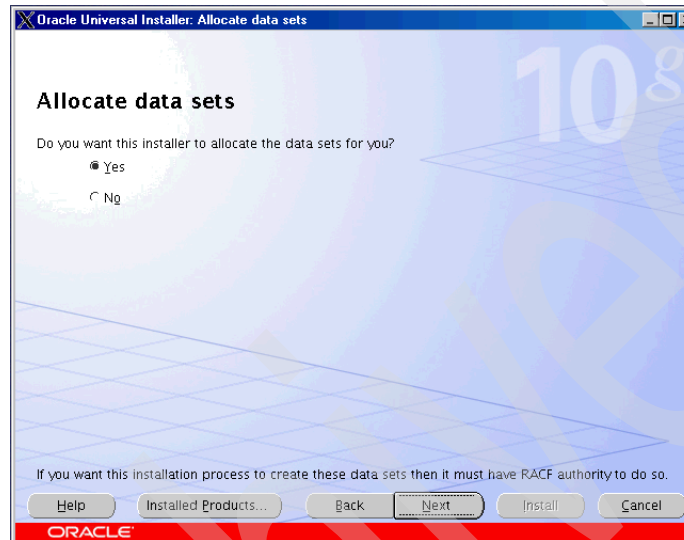 Oracle Universal Installer: Allocate data sets
10g
Allocate data sets
Do you want this installer to allocate the data sets for you?
Yes
No
If you want this installation process to create these data sets then it must have RACF authority to do so.
Help Installed Products... Back Next Install Cancel
ORACLE